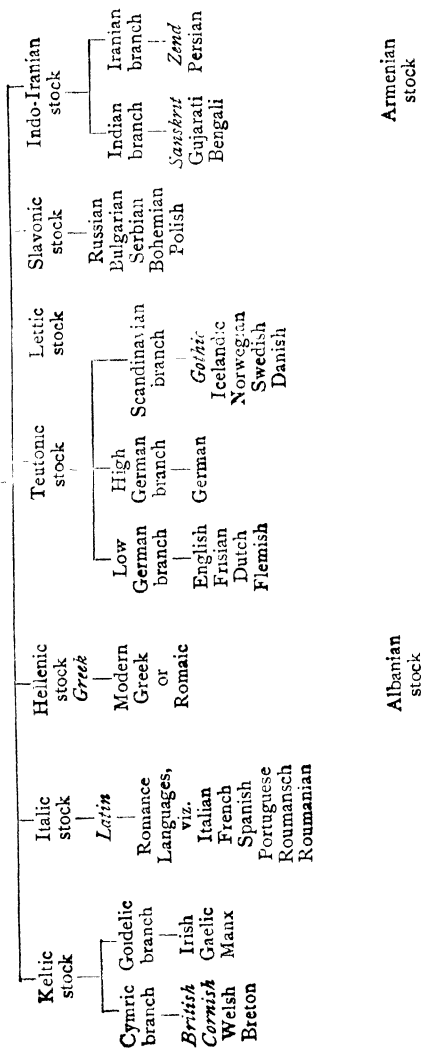 Keltic
stock
Cymric
branch
British
Cornish
Welsh
Breton
Goidelic
branch
Irish
Gaelic
Manx
Italic
stock
Latin
Romance
Languages,
viz.
Italian
French
Spanish
Portuguese
Roumansch
Roumanian
Hellenic
stock
Greek
Modern
Greek
or
Romaic
Teutonic
stock
Low
German
branch
English
Frisian
Dutch
Flemish
High
German
branch
German
Scandinavian
branch
Gothic
Icelandic
Norwegian
Swedish
Danish
Lettic
stock
Slavonic
stock
Russian
Bulgarian
Serbian
Bohemian
Polish
Indo-Iranian
stock
Indian
branch
Sanskrit
Gujarati
Bengali
Iranian
branch
Zend
Persian
Albanian
stock
Armenian
stock